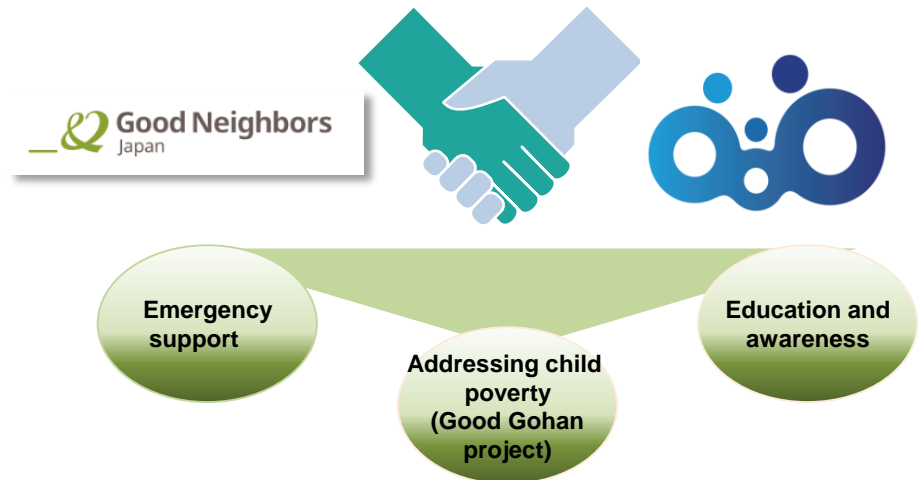 Good Neighbors
Japan
Emergency
support
Addressing child
poverty
(Good Gohan
project)
Education and
awareness